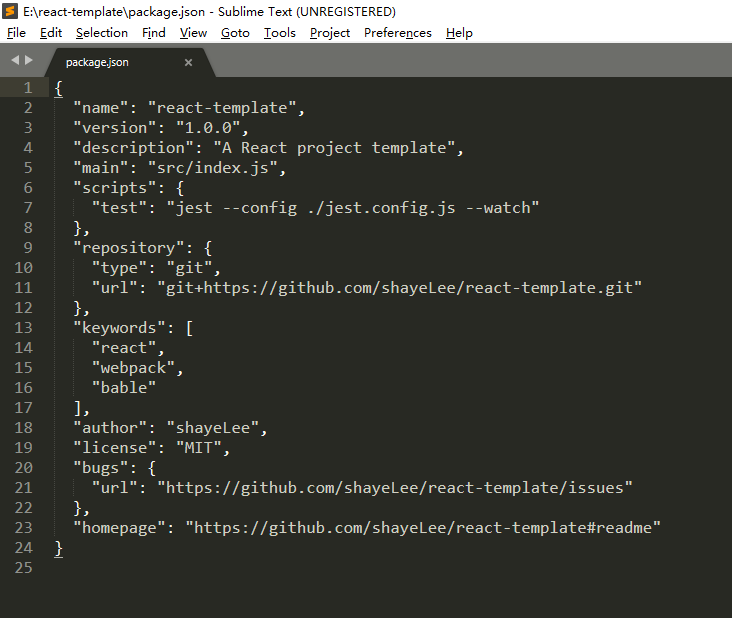 E:\react-template\package.json - Sublime Text (UNREGISTERED)
File Edit Selection Find View Goto Tools Project Preferences Help
package.json ×
1 {
2   "name": "react-template",
3   "version": "1.0.0",
4   "description": "A React project template",
5   "main": "src/index.js",
6   "scripts": {
7     "test": "jest --config ./jest.config.js --watch"
8   },
9   "repository": {
10     "type": "git",
11     "url": "git+https://github.com/shayeLee/react-template.git"
12   },
13   "keywords": [
14     "react",
15     "webpack",
16     "bable"
17   ],
18   "author": "shayeLee",
19   "license": "MIT",
20   "bugs": {
21     "url": "https://github.com/shayeLee/react-template/issues"
22   },
23   "homepage": "https://github.com/shayeLee/react-template#readme"
24 }
25